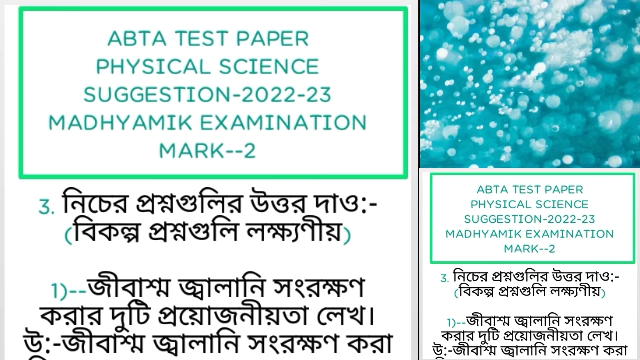 ABTA TEST PAPER
PHYSICAL SCIENCE
SUGGESTION-2022-23
MADHYAMIK EXAMINATION
MARK--2
3. নিচের প্রশ্নগুলির উত্তর দাও:-
(বিকল্প প্রশ্নগুলি লক্ষ্যণীয়)
1)--জীবাশ্ম জ্বালানি সংরক্ষণ
করার দুটি প্রয়োজনীয়তা লেখ।
উ:-জীবাশ্ম জ্বালানি সংরক্ষণ করা
ABTA TEST PAPER
PHYSICAL SCIENCE
SUGGESTION-2022-23
MADHYAMIK EXAMINATION
MARK--2
3. নিচের প্রশ্নগুলির উত্তর দাও:-
(বিকল্প প্রশ্নগুলি লক্ষ্যণীয়)
1)--জীবাশ্ম জ্বালানি সংরক্ষণ
করার দুটি প্রয়োজনীয়তা লেখ।
উ:-জীবাশ্ম জ্বালানি সংরক্ষণ করা